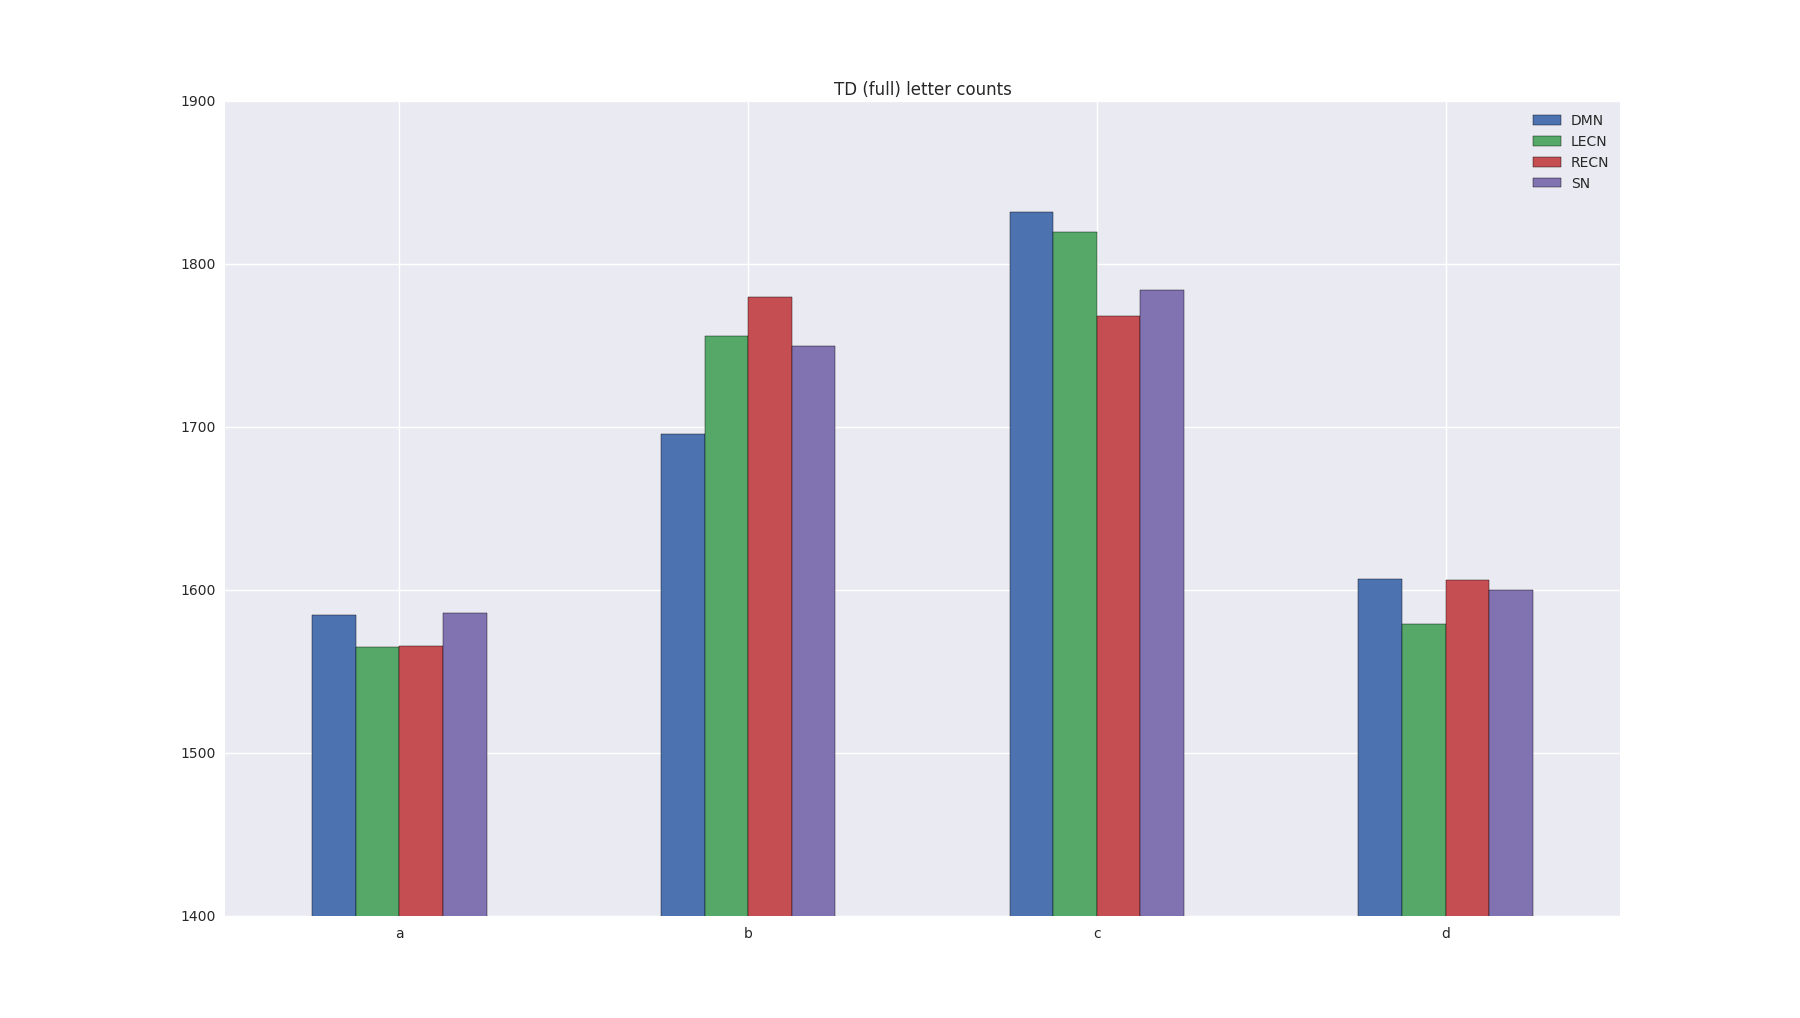 TD (full) letter counts
1900
1800
1700
1600
1500
1400
DMN
LECN
RECN
SN
a b c d